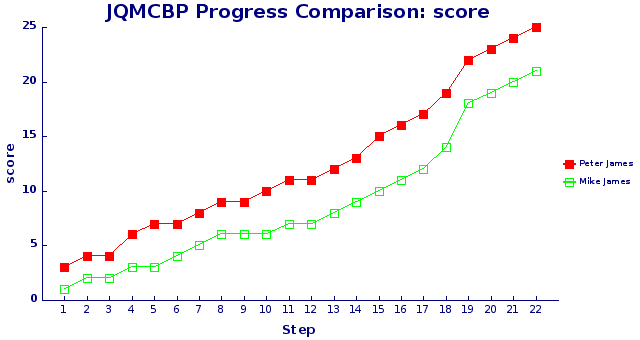 JQMCBP Progress Comparison: score
25
20
15
10
5
0
score
1 2 3 4 5 6 7 8 9 10 11 12 13 14 15 16 17 18 19 20 21 22
Step
Peter James
Mike James